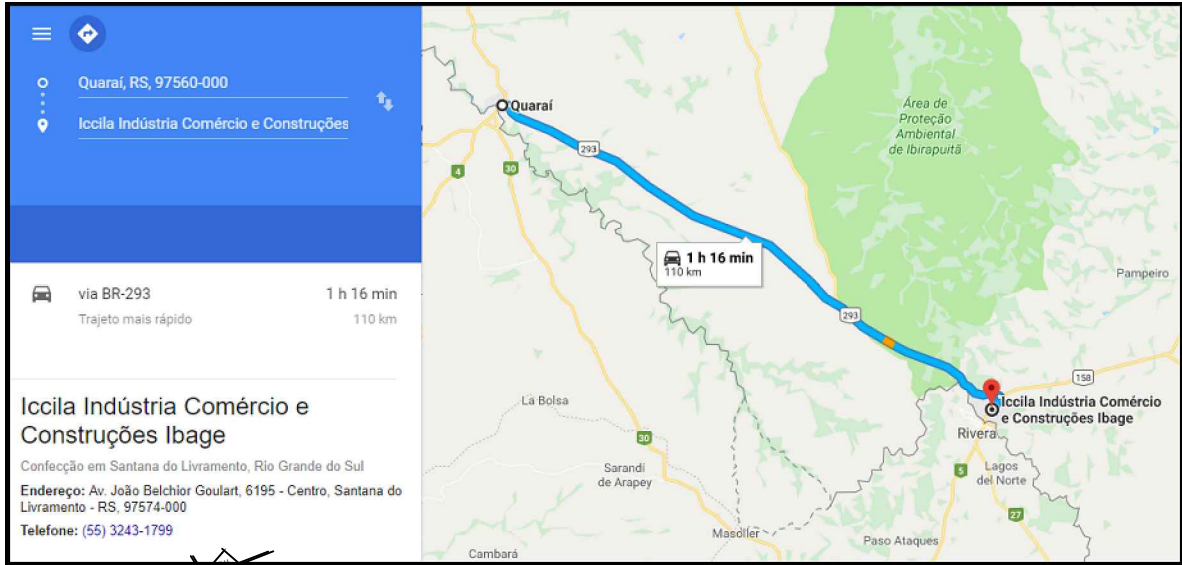 Quaraí, RS, 97560-000
Iccila Indústria Comércio e Construções
via BR-293
1 h 16 min
Trajeto mais rápido
110 km
Iccila Indústria Comércio e
Construções Ibage
Confecção em Santana do Livramento, Rio Grande do Sul
Endereço: Av. João Belchior Goulart, 6195 - Centro, Santana do
Livramento - RS, 97574-000
Telefone: (55) 3243-1799
Quaraí
293
4
30
Área de
Proteção
Ambiental
de Ibirapuitã
1 h 16 min
110 km
Pampeiro
293
158
La Bolsa
Iccila Indústria Comércio
e Construções Ibage
Rivera
30
Sarandí
de Arapey
5
Lagos
del Norte
27
Masoller
Paso Ataques
Cambará